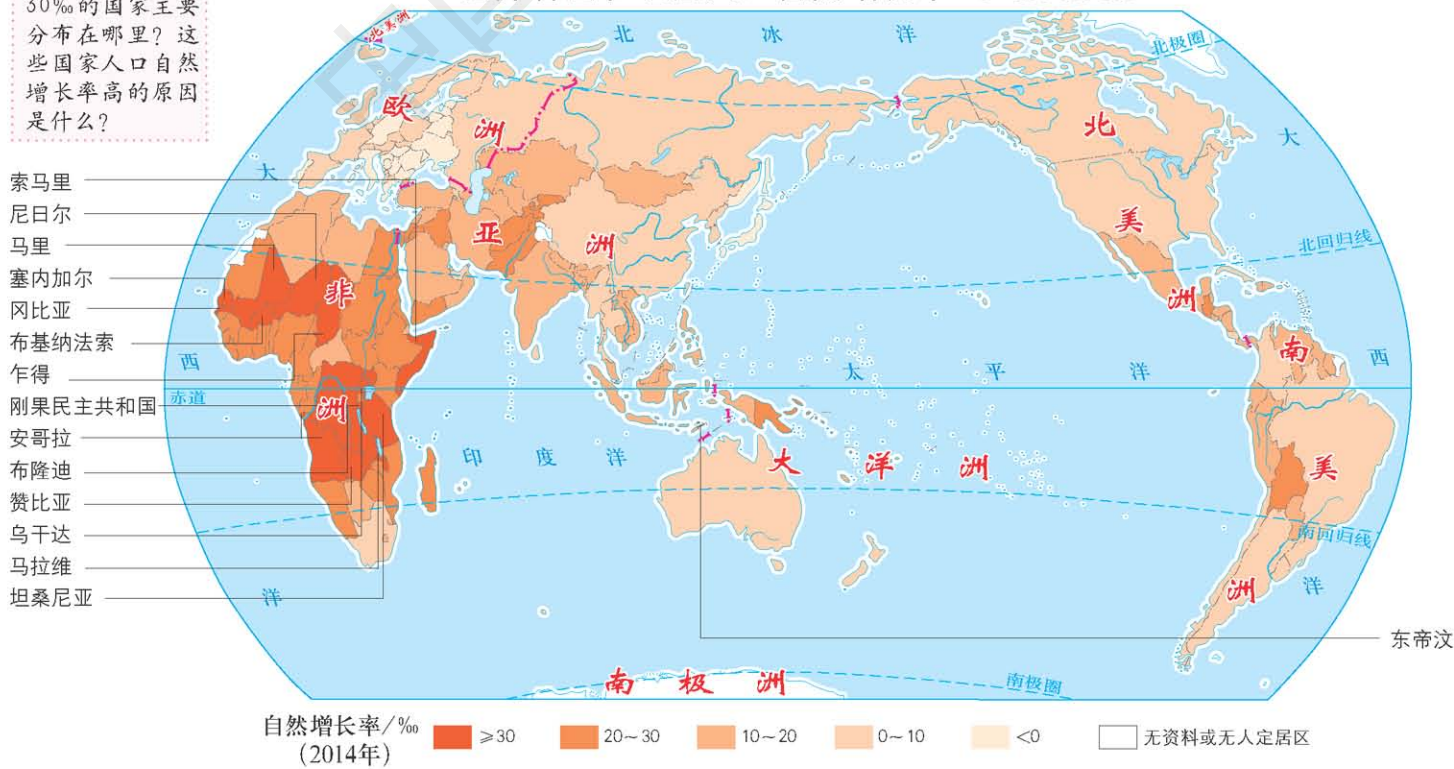 30‰的国家主要
分布在哪里？这
些国家人口自然
增长率高的原因
是什么？
北美洲
北 冰 洋
北极圈
欧 洲
北 美 洲
大
大
索马里
尼日尔
马里
塞内加尔
冈比亚
布基纳法索
乍得
刚果民主共和国
安哥拉
布隆迪
赞比亚
乌干达
马拉维
坦桑尼亚
亚 洲
北回归线
非 洲
南 美 洲
西
太 平 洋
西
赤道
印 度 洋
大 洋 洲
南回归线
洋
洋
东帝汶
南 极 洲
南极圈
自然增长率/‰
(2014年)
≥30
20~30
10~20
0~10
<0
无资料或无人定居区